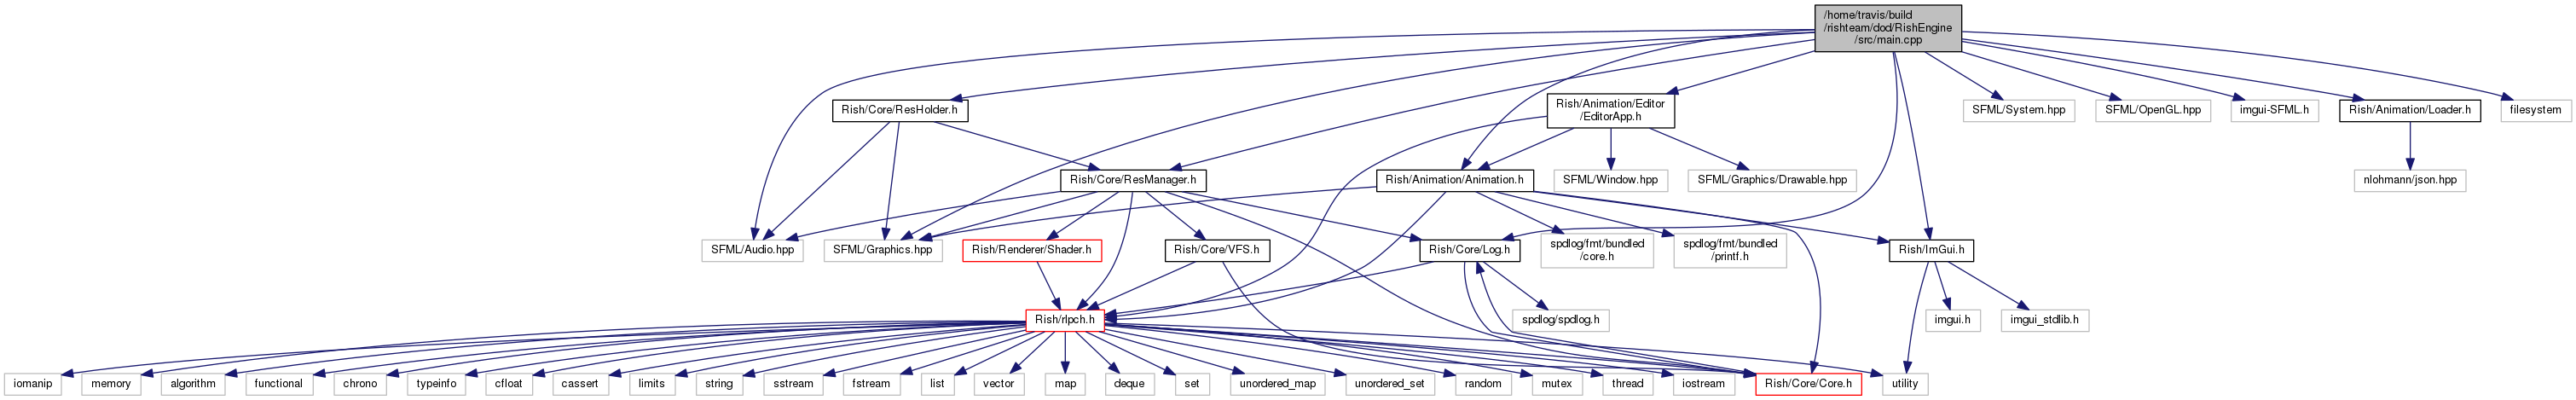 /home/travis/build
/rishteam/dod/RishEngine
/src/main.cpp
Rish/Core/ResHolder.h
Rish/Animation/Editor
/EditorApp.h
SFML/System.hpp
SFML/OpenGL.hpp
imgui-SFML.h
Rish/Animation/Loader.h
filesystem
Rish/Core/ResManager.h
Rish/Animation/Animation.h
SFML/Window.hpp
SFML/Graphics/Drawable.hpp
nlohmann/json.hpp
SFML/Audio.hpp
SFML/Graphics.hpp
Rish/Renderer/Shader.h
Rish/Core/VFS.h
Rish/Core/Log.h
spdlog/fmt/bundled
/core.h
spdlog/fmt/bundled
/printf.h
Rish/ImGui.h
Rish/rlpch.h
spdlog/spdlog.h
imgui.h
imgui_stdlib.h
iomanip
memory
algorithm
functional
chrono
typeinfo
cfloat
cassert
limits
string
sstream
fstream
list
vector
map
deque
set
unordered_map
unordered_set
random
mutex
thread
iostream
Rish/Core/Core.h
utility